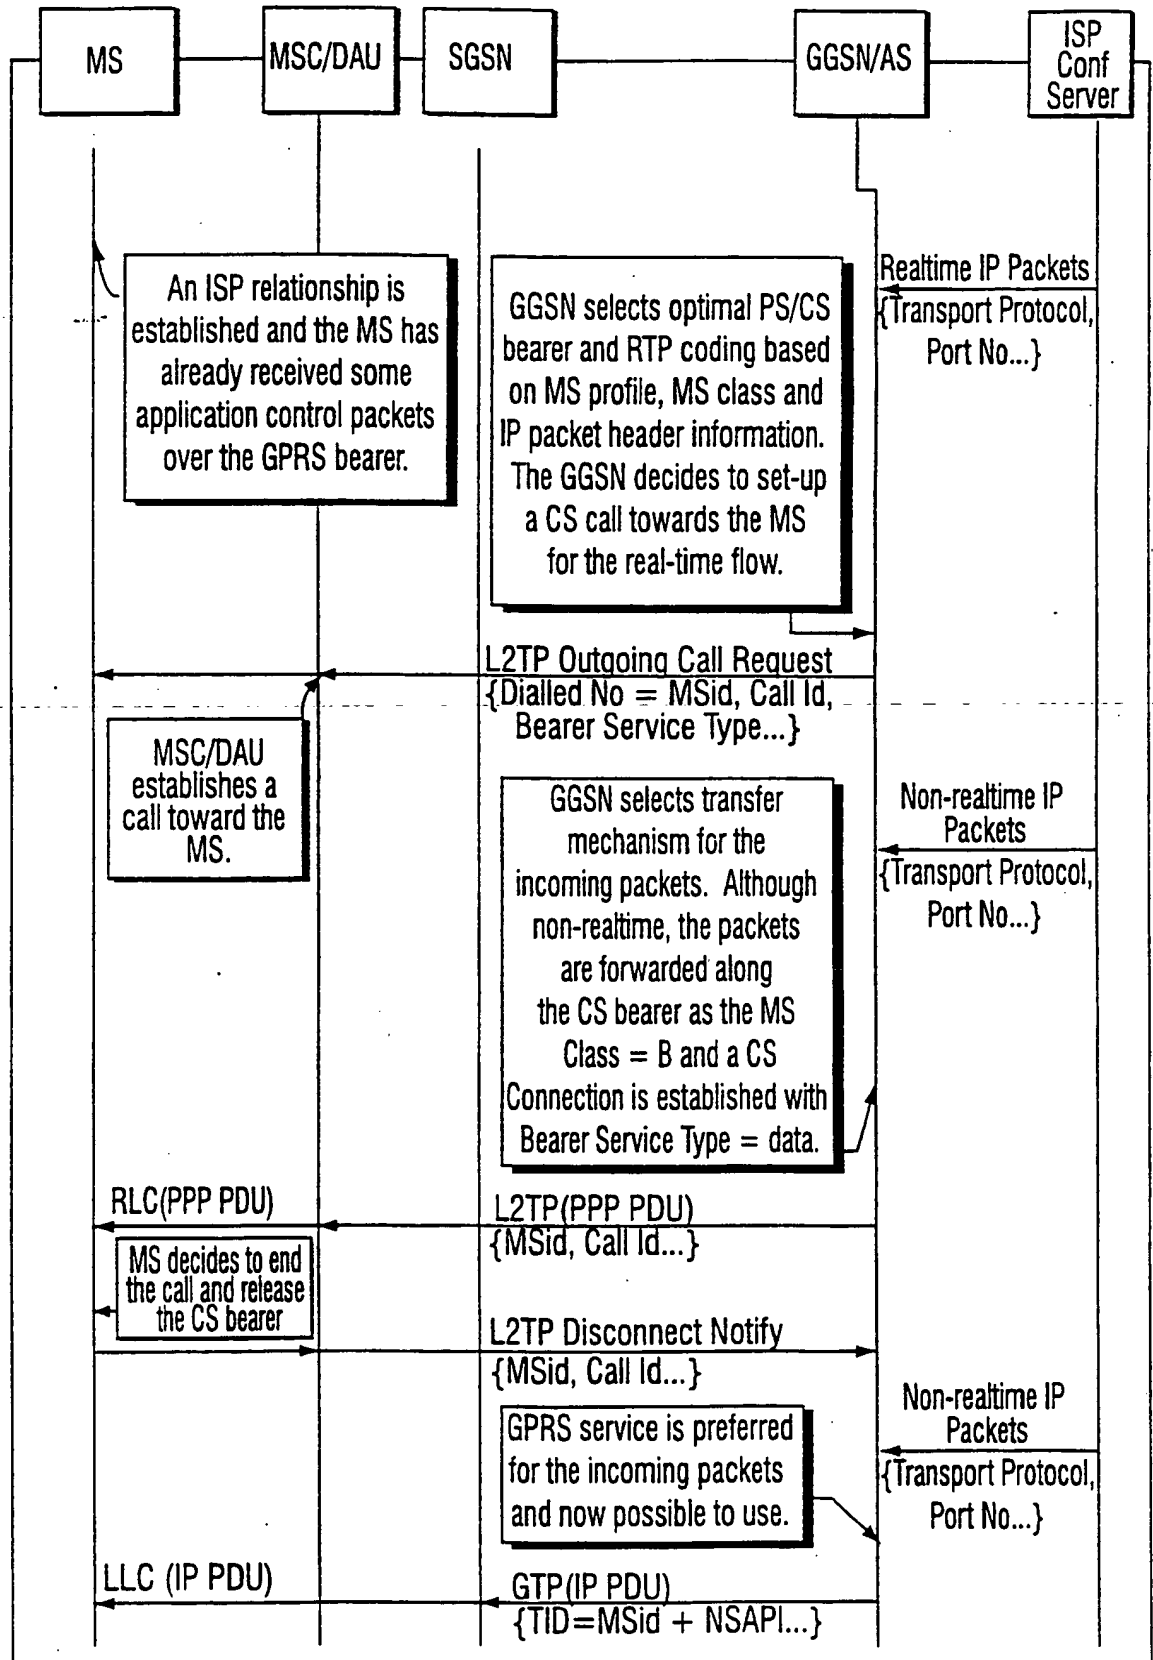 MS
MSC/DAU
SGSN
GGSN/AS
ISP
Conf
Server
An ISP relationship is
established and the MS has
already received some
application control packets
over the GPRS bearer.
GGSN selects optimal PS/CS
bearer and RTP coding based
on MS profile, MS class and
IP packet header information.
The GGSN decides to set-up
a CS call towards the MS
for the real-time flow.
Realtime IP Packets
{Transport Protocol,
Port No...}
L2TP Outgoing Call Request
{Dialled No = MSid, Call Id,
Bearer Service Type...}
MSC/DAU
establishes a
call toward the
MS.
GGSN selects transfer
mechanism for the
incoming packets. Although
non-realtime, the packets
are forwarded along
the CS bearer as the MS
Class = B and a CS
Connection is established with
Bearer Service Type = data.
Non-realtime IP
Packets
{Transport Protocol,
Port No...}
RLC(PPP PDU)
L2TP(PPP PDU)
{MSid, Call Id...}
MS decides to end
the call and release
the CS bearer
L2TP Disconnect Notify
{MSid, Call Id...}
GPRS service is preferred
for the incoming packets
and now possible to use.
Non-realtime IP
Packets
{Transport Protocol,
Port No...}
LLC (IP PDU)
GTP(IP PDU)
{TID=MSid + NSAPI...}